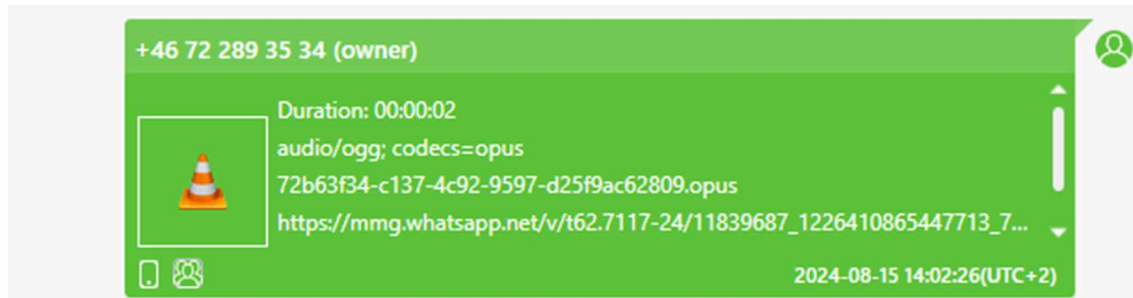 +46 72 289 35 34 (owner)
Duration: 00:00:02
audio/ogg; codecs=opus
72b63f34-c137-4c92-9597-d25f9ac62809.opus
https://mmg.whatsapp.net/v/t62.7117-24/11839687_1226410865447713_7...
2024-08-15 14:02:26(UTC+2)